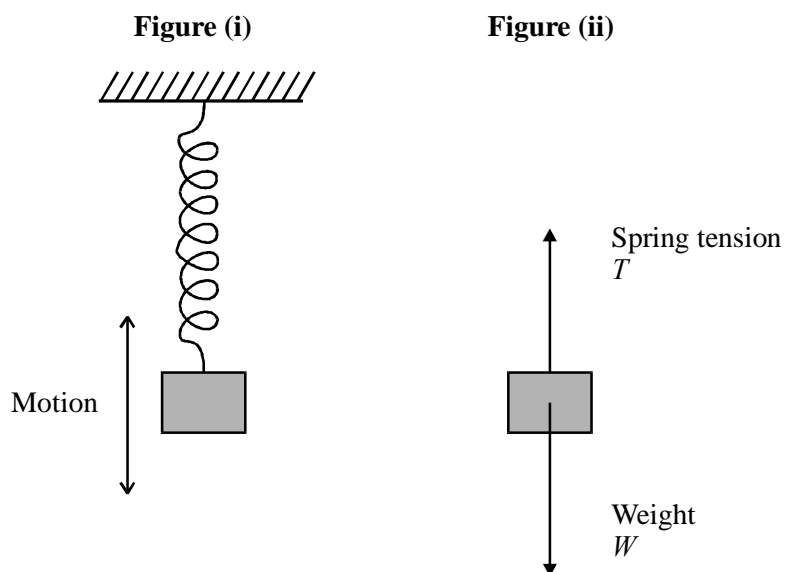 Figure (i)
Figure (ii)
Spring tension
T
Motion
Weight
W